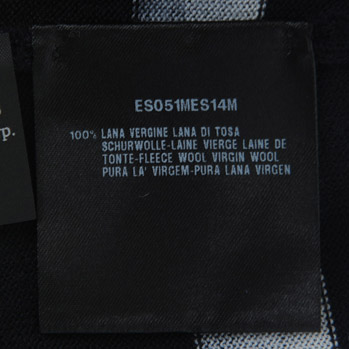 ES051MES14M
100% LANA VERGINE LANA DI TOSA
SCHURWOLLE-LAINE VIERGE LAINE DE
TONTE-FLEECE WOOL VIRGIN WOOL
PURA LA' VIRGEM-PURA LANA VIRGEN
p.